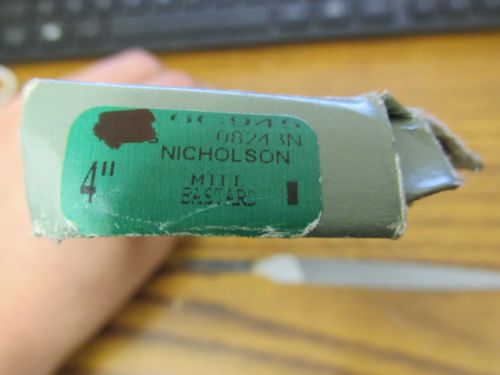 08243N
NICHOLSON
4"
MILL
BASTARD